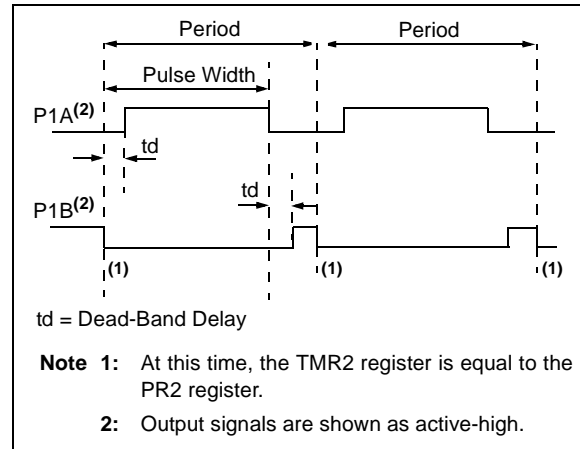 Period Period
Pulse Width
P1A(2)
td
td
P1B(2)
(1) (1) (1)
td = Dead-Band Delay
Note 1: At this time, the TMR2 register is equal to the
PR2 register.
2: Output signals are shown as active-high.